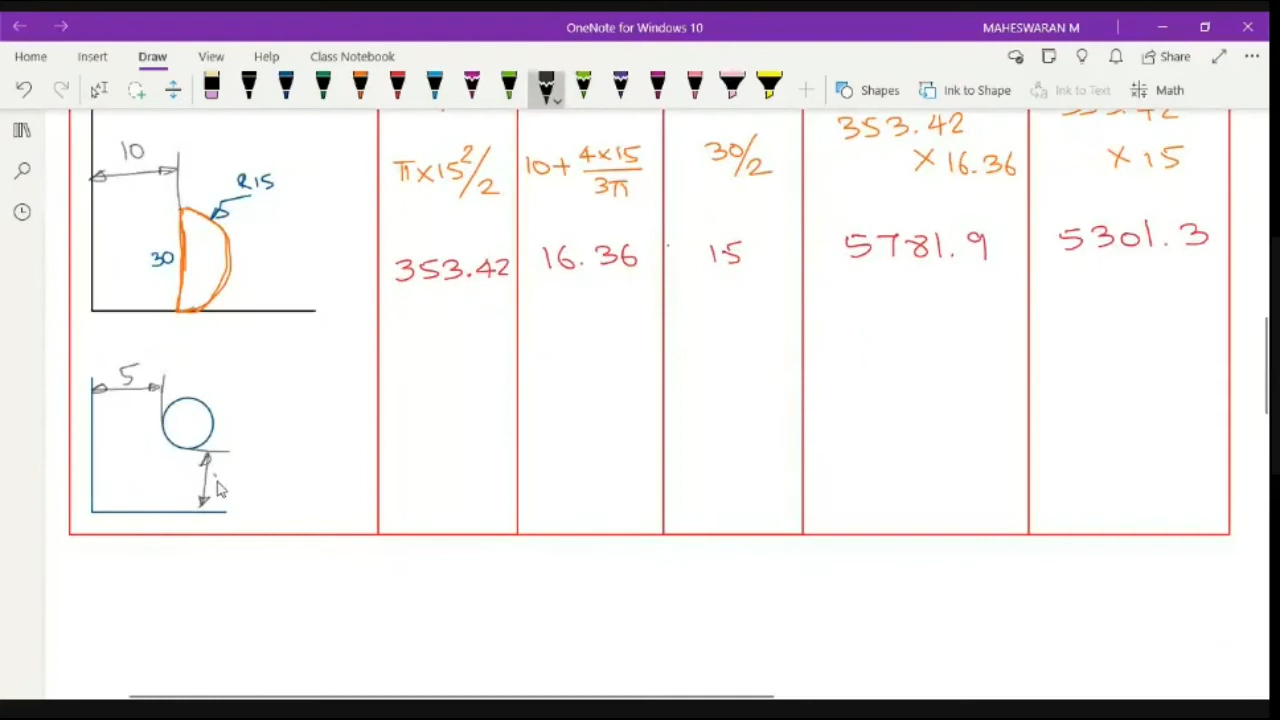 OneNote for Windows 10
MAHESWARAN M
Home Insert Draw View Help Class Notebook
Share
Shapes
Ink to Shape
Ink to Text
Math
10
R15
30
π×15²/2
10+ 4×15
3π
30/2
353.42
×16.36
×15
353.42
16.36
15
5781.9
5301.3
5